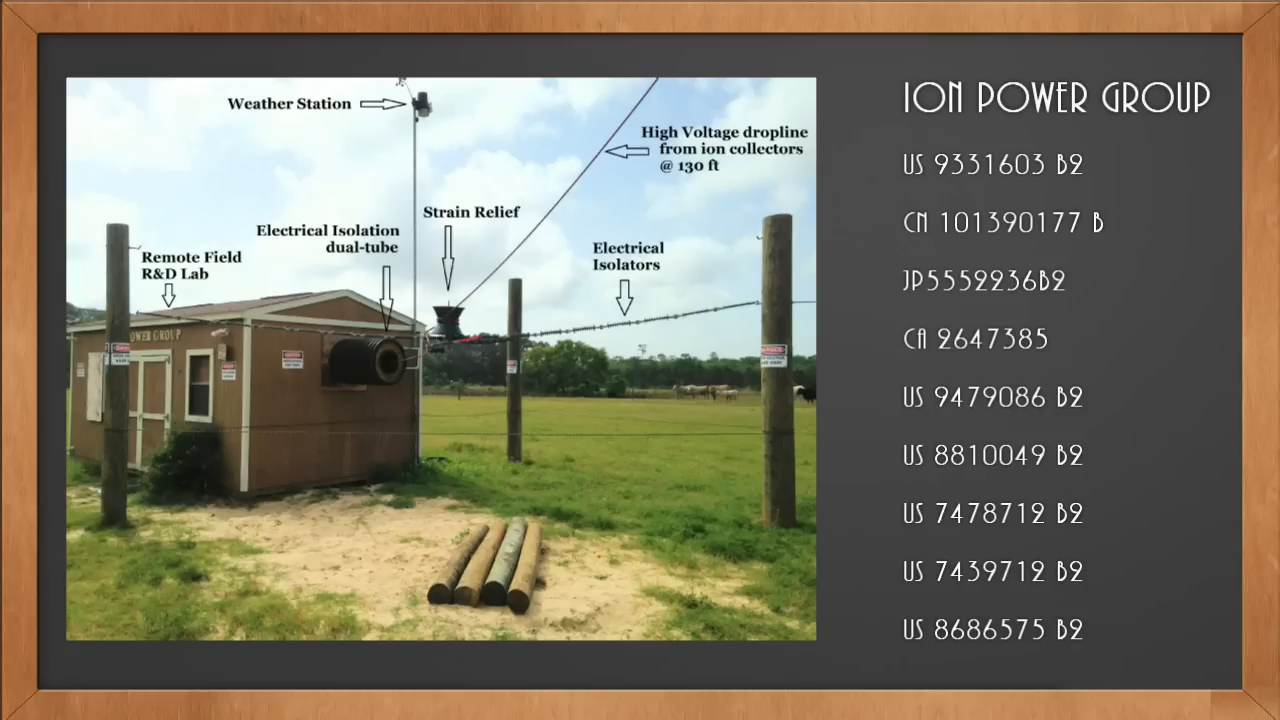 ION POWER GROUP
US 9331603 B2
CN 101390177 B
JP5552236B2
CA 2647385
US 9479086 B2
US 8810049 B2
US 7478712 B2
US 7439712 B2
US 8686575 B2
Weather Station
High Voltage dropline
from ion collectors
@ 130 ft
Strain Relief
Electrical Isolation
dual-tube
Electrical
Isolators
Remote Field
R&D Lab
POWER GROUP